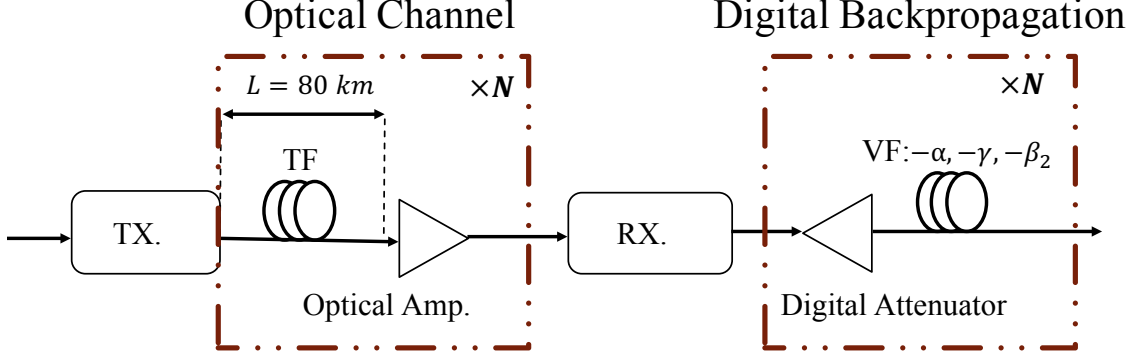 Optical Channel
Digital Backpropagation
L = 80 km
×N
×N
TF
VF:−α, −γ, −β₂
TX.
RX.
Optical Amp.
Digital Attenuator